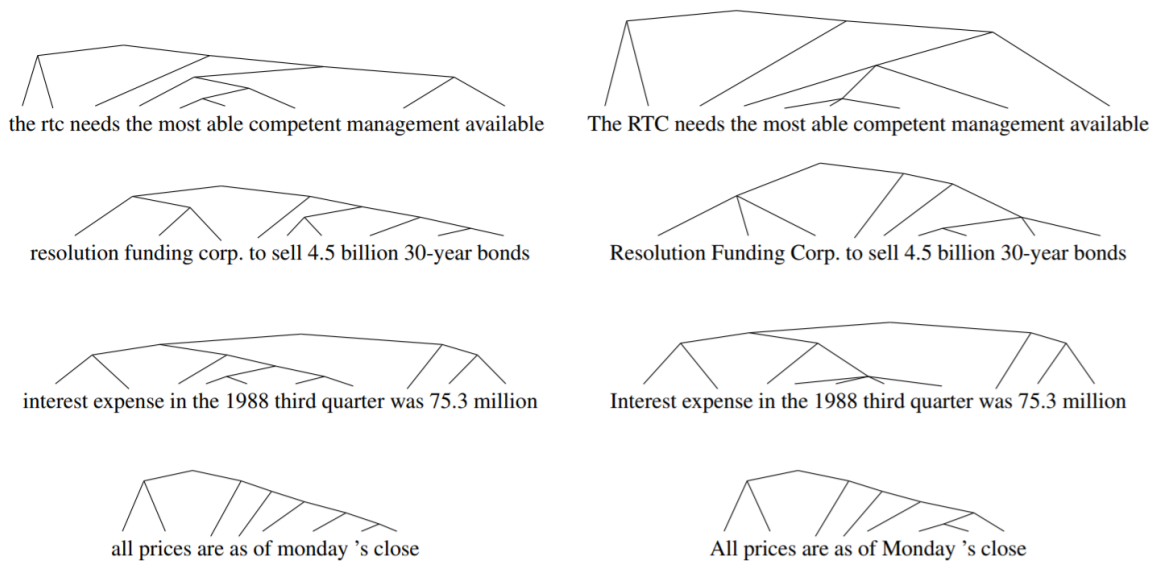 the rtc needs the most able competent management available
The RTC needs the most able competent management available
resolution funding corp. to sell 4.5 billion 30-year bonds
Resolution Funding Corp. to sell 4.5 billion 30-year bonds
interest expense in the 1988 third quarter was 75.3 million
Interest expense in the 1988 third quarter was 75.3 million
all prices are as of monday 's close
All prices are as of Monday 's close